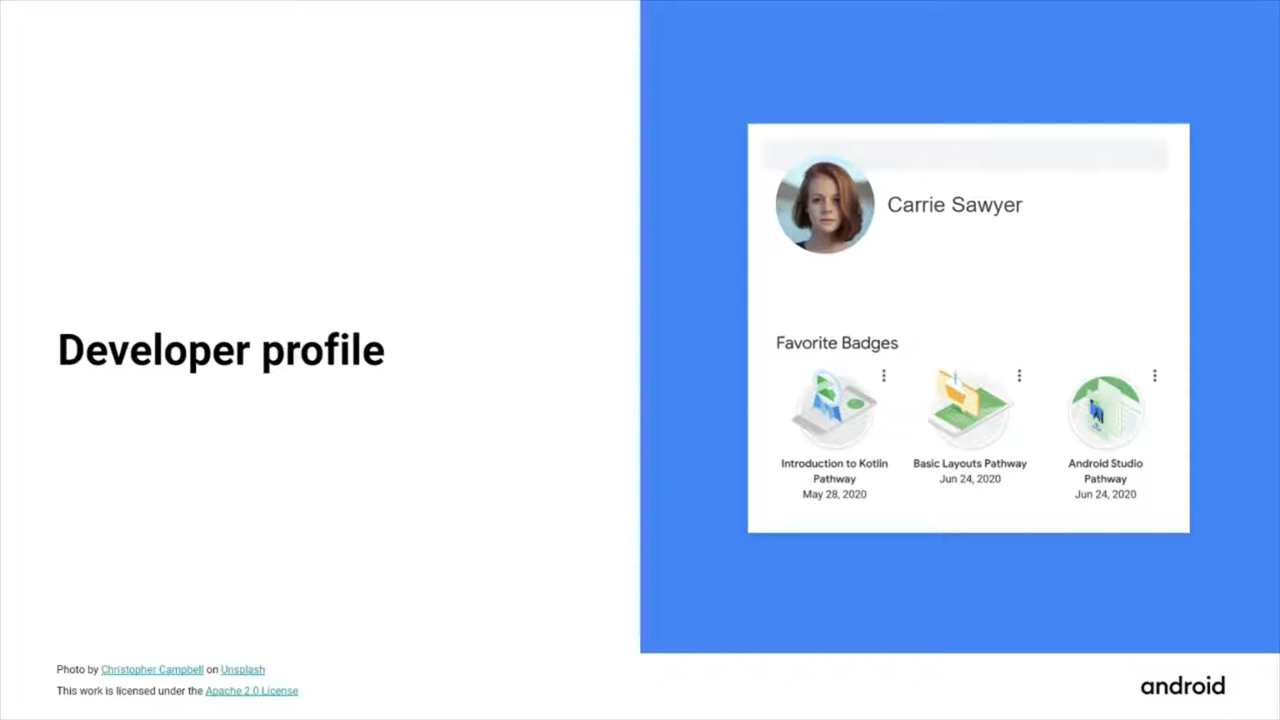 Developer profile
Carrie Sawyer
Favorite Badges
Introduction to Kotlin
Pathway
May 28, 2020
Basic Layouts Pathway
Jun 24, 2020
Android Studio
Pathway
Jun 24, 2020
Photo by Christopher Campbell on Unsplash
This work is licensed under the Apache 2.0 License
android